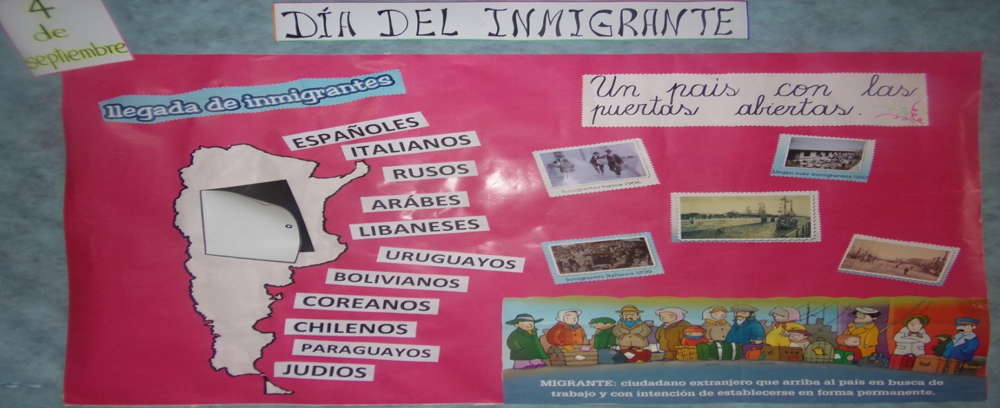 4
de
septiembre
DÍA DEL INMIGRANTE
llegada de inmigrantes
ESPAÑOLES
ITALIANOS
RUSOS
ARÁBES
LIBANESES
URUGUAYOS
BOLIVIANOS
COREANOS
CHILENOS
PARAGUAYOS
JUDIOS
Un pais con las
puertas abiertas.
Inmigrantes turcos 1906
Llegan más inmigrantes 1910
Inmigrantes Italianos 1899
MIGRANTE: ciudadano extranjero que arriba al país en busca de
trabajo y con intención de establecerse en forma permanente.